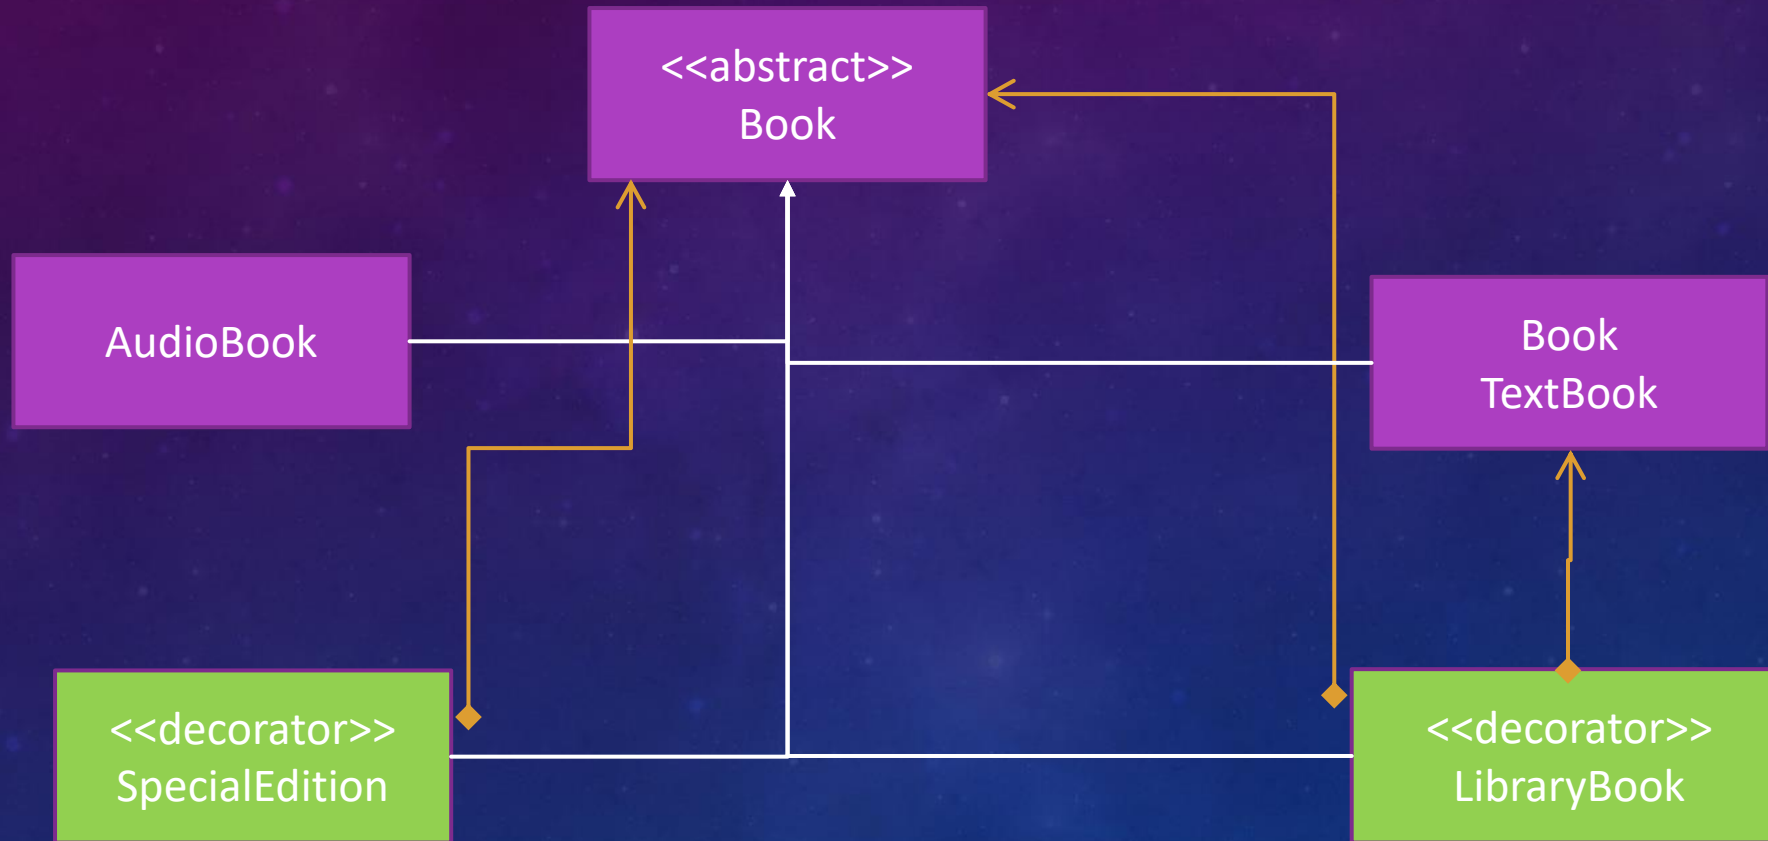 <<abstract>>
Book
AudioBook
Book
TextBook
<<decorator>>
SpecialEdition
<<decorator>>
LibraryBook